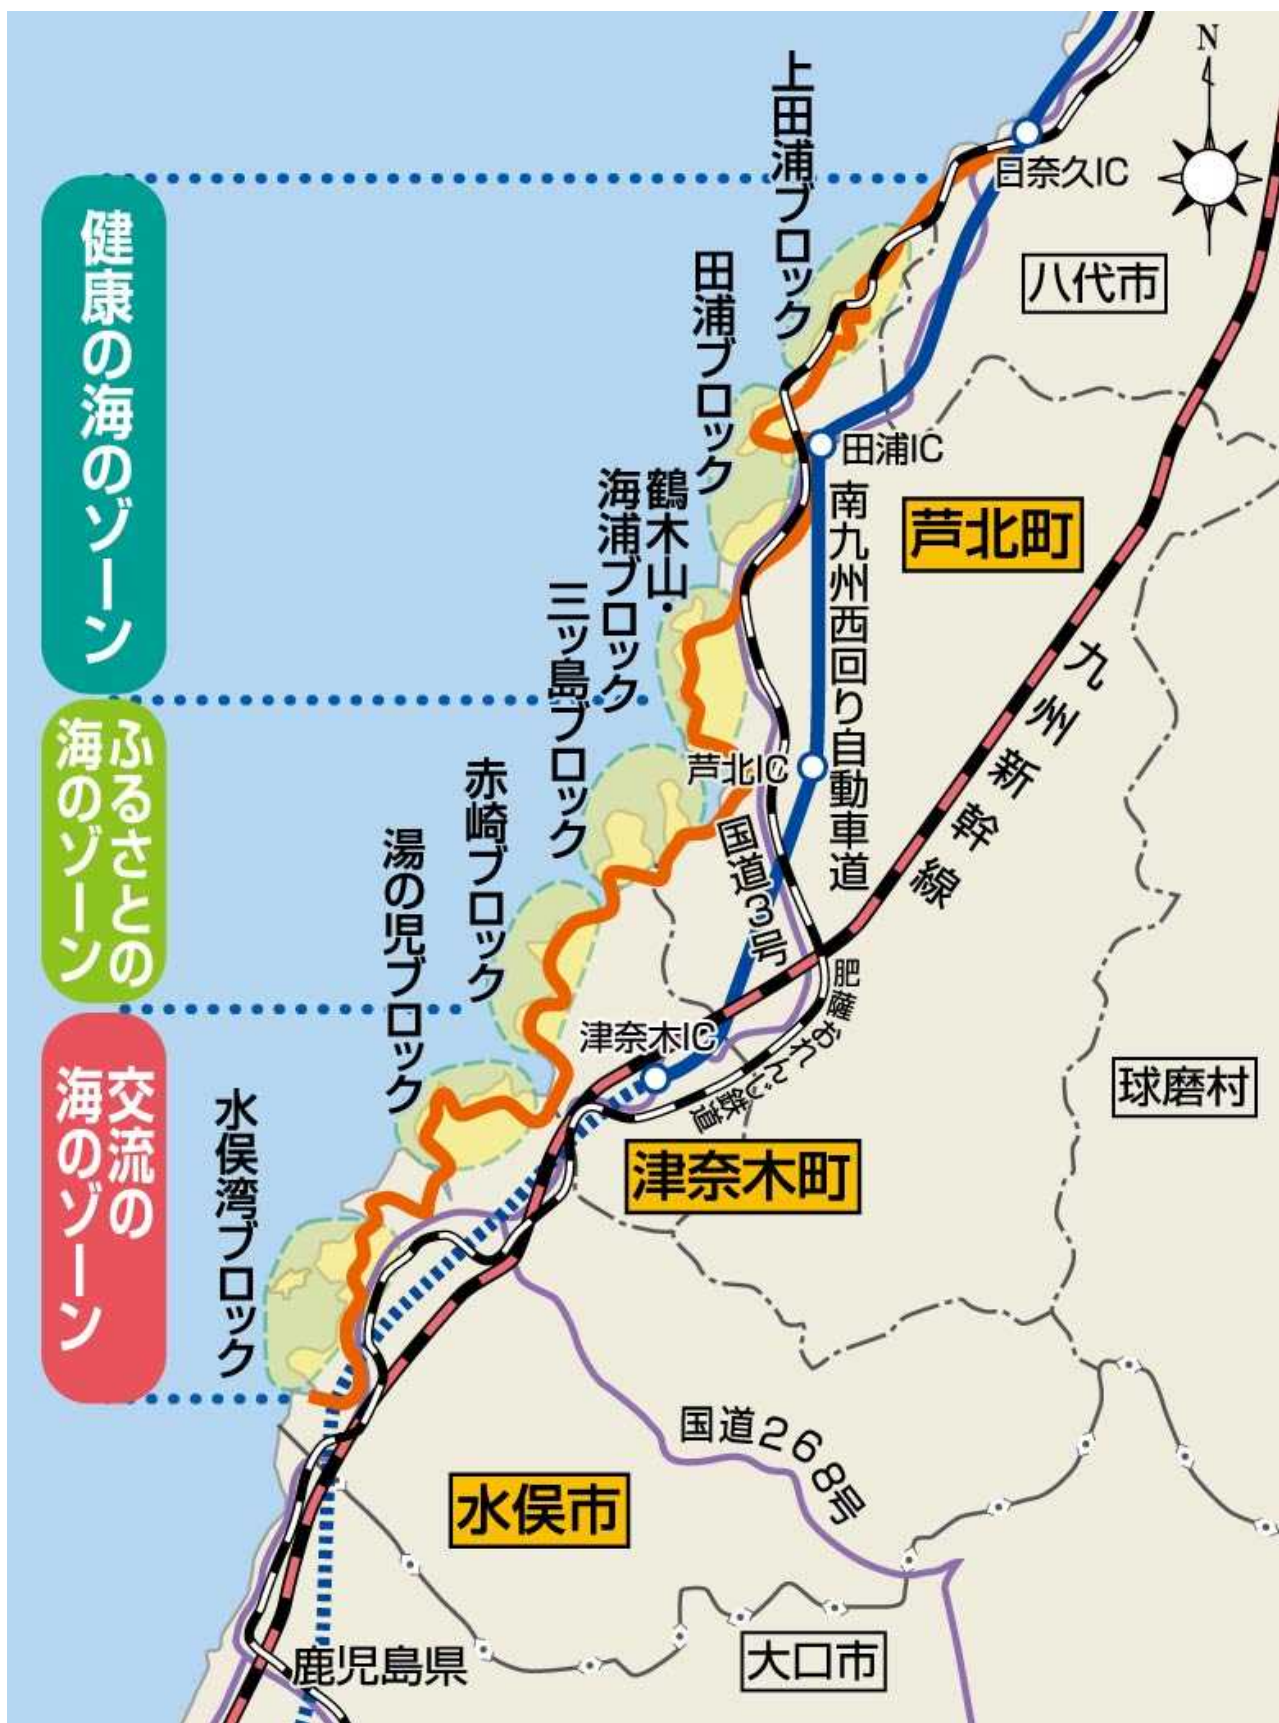 N
上田浦ブロック
日奈久IC
健康の海のゾーン
田浦ブロック
八代市
田浦IC
鶴木山・
海浦ブロック
南九州西回り自動車道
芦北町
三ッ島ブロック
九州新幹線
ふるさとの
海のゾーン
芦北IC
赤崎ブロック
国道3号
湯の児ブロック
肥薩おれんじ鉄道
津奈木IC
球磨村
交流の
海のゾーン
水俣湾ブロック
津奈木町
国道268号
水俣市
鹿児島県
大口市